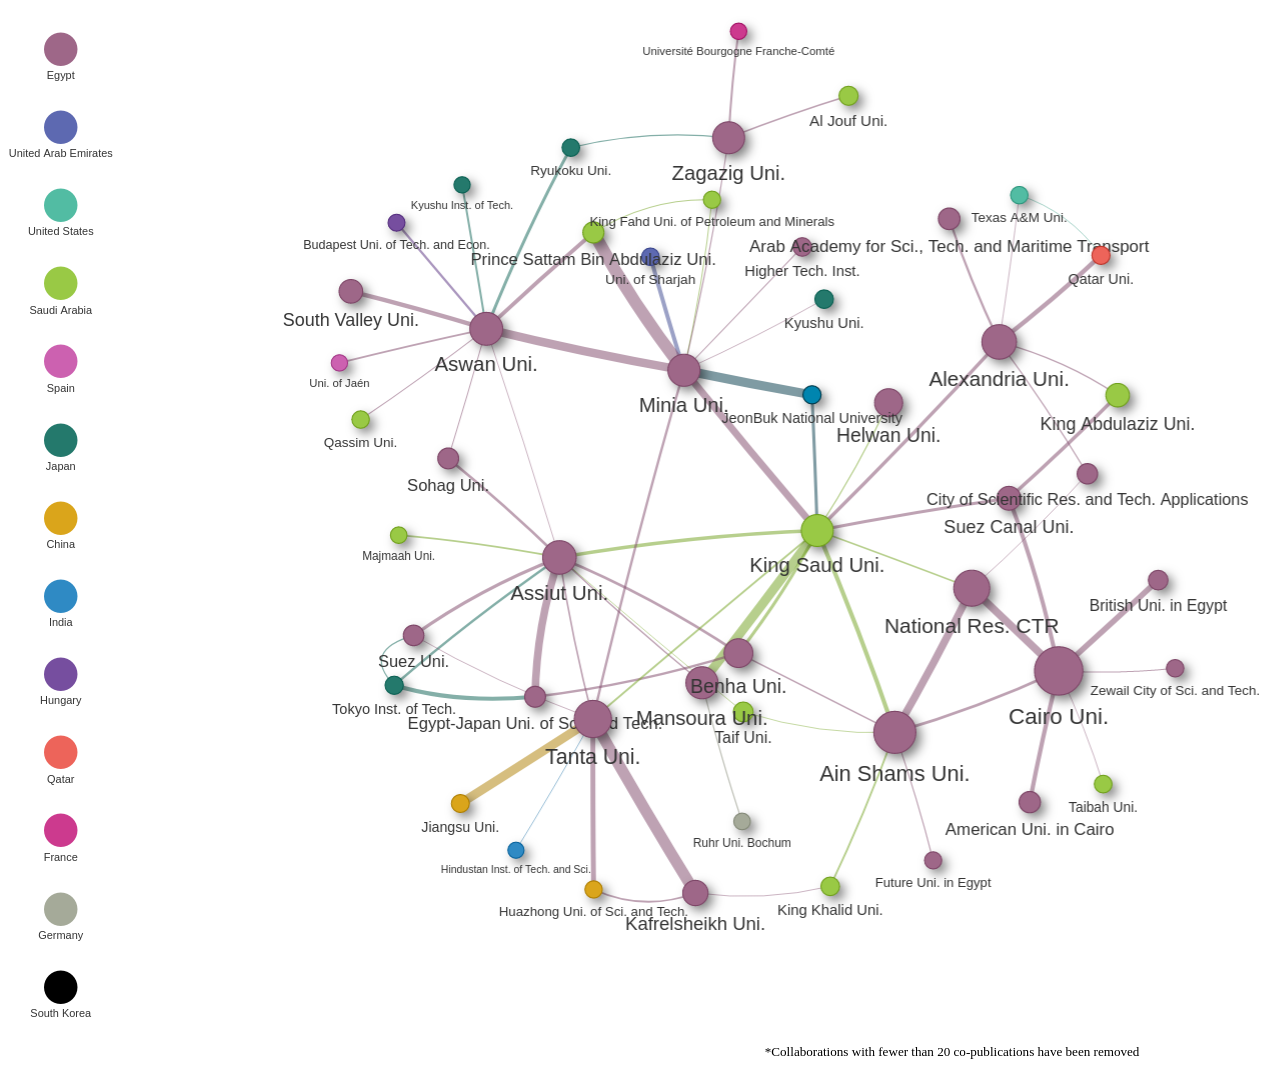 Egypt
United Arab Emirates
United States
Saudi Arabia
Spain
Japan
China
India
Hungary
Qatar
France
Germany
South Korea
Université Bourgogne Franche-Comté
Al Jouf Uni.
Ryukoku Uni.
Zagazig Uni.
Kyushu Inst. of Tech.
King Fahd Uni. of Petroleum and Minerals
Texas A&M Uni.
Budapest Uni. of Tech. and Econ.
Arab Academy for Sci., Tech. and Maritime Transport
Prince Sattam Bin Abdulaziz Uni.
Higher Tech. Inst.
Uni. of Sharjah
Qatar Uni.
South Valley Uni.
Kyushu Uni.
Aswan Uni.
Uni. of Jaén
Alexandria Uni.
Minia Uni.
JeonBuk National University
King Abdulaziz Uni.
Helwan Uni.
Qassim Uni.
Sohag Uni.
City of Scientific Res. and Tech. Applications
Suez Canal Uni.
Majmaah Uni.
King Saud Uni.
Assiut Uni.
British Uni. in Egypt
National Res. CTR
Suez Uni.
Benha Uni.
Zewail City of Sci. and Tech.
Tokyo Inst. of Tech.
Cairo Uni.
Mansoura Uni.
Egypt-Japan Uni. of Sci. and Tech.
Taif Uni.
Tanta Uni.
Ain Shams Uni.
Taibah Uni.
Jiangsu Uni.
American Uni. in Cairo
Ruhr Uni. Bochum
Hindustan Inst. of Tech. and Sci.
Future Uni. in Egypt
Huazhong Uni. of Sci. and Tech.
King Khalid Uni.
Kafrelsheikh Uni.
*Collaborations with fewer than 20 co-publications have been removed